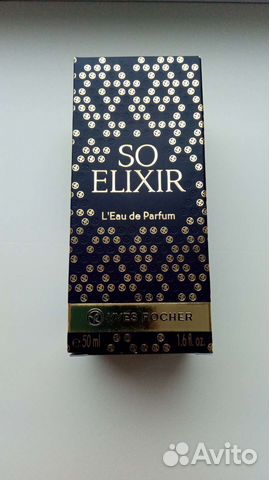 SO
ELIXIR
L'Eau de Parfum
YVES ROCHER
e 50 ml 1.6 fl. oz.
Avito